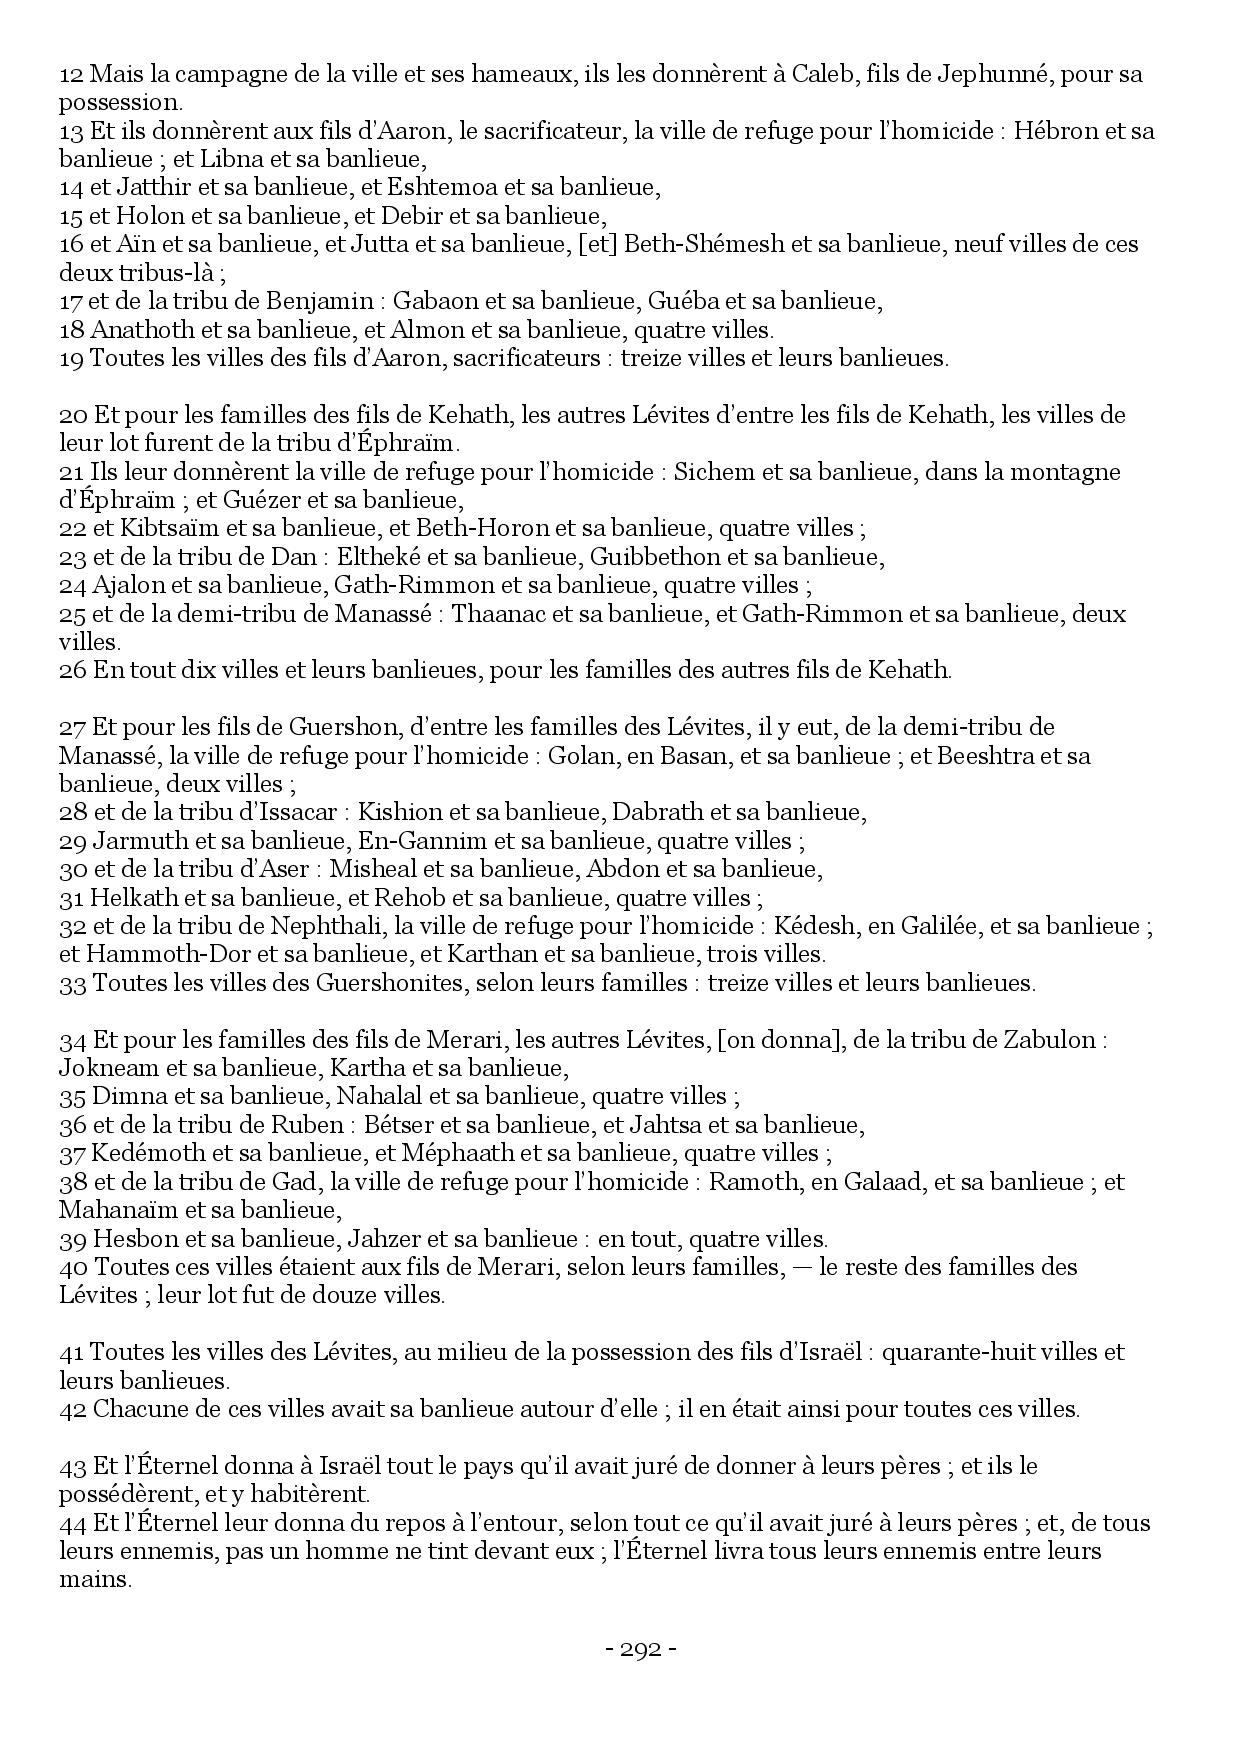 12 Mais la campagne de la ville et ses hameaux, ils les donnèrent à Caleb, fils de Jephunné, pour sa
possession.
13 Et ils donnèrent aux fils d’Aaron, le sacrificateur, la ville de refuge pour l’homicide : Hébron et sa
banlieue ; et Libna et sa banlieue,
14 et Jatthir et sa banlieue, et Eshtemoa et sa banlieue,
15 et Holon et sa banlieue, et Debir et sa banlieue,
16 et Aïn et sa banlieue, et Jutta et sa banlieue, [et] Beth-Shémesh et sa banlieue, neuf villes de ces
deux tribus-là ;
17 et de la tribu de Benjamin : Gabaon et sa banlieue, Guéba et sa banlieue,
18 Anathoth et sa banlieue, et Almon et sa banlieue, quatre villes.
19 Toutes les villes des fils d’Aaron, sacrificateurs : treize villes et leurs banlieues.
20 Et pour les familles des fils de Kehath, les autres Lévites d’entre les fils de Kehath, les villes de
leur lot furent de la tribu d’Éphraïm.
21 Ils leur donnèrent la ville de refuge pour l’homicide : Sichem et sa banlieue, dans la montagne
d’Éphraïm ; et Guézer et sa banlieue,
22 et Kibtsaïm et sa banlieue, et Beth-Horon et sa banlieue, quatre villes ;
23 et de la tribu de Dan : Eltheké et sa banlieue, Guibbethon et sa banlieue,
24 Ajalon et sa banlieue, Gath-Rimmon et sa banlieue, quatre villes ;
25 et de la demi-tribu de Manassé : Thaanac et sa banlieue, et Gath-Rimmon et sa banlieue, deux
villes.
26 En tout dix villes et leurs banlieues, pour les familles des autres fils de Kehath.
27 Et pour les fils de Guershon, d’entre les familles des Lévites, il y eut, de la demi-tribu de
Manassé, la ville de refuge pour l’homicide : Golan, en Basan, et sa banlieue ; et Beeshtra et sa
banlieue, deux villes ;
28 et de la tribu d’Issacar : Kishion et sa banlieue, Dabrath et sa banlieue,
29 Jarmuth et sa banlieue, En-Gannim et sa banlieue, quatre villes ;
30 et de la tribu d’Aser : Misheal et sa banlieue, Abdon et sa banlieue,
31 Helkath et sa banlieue, et Rehob et sa banlieue, quatre villes ;
32 et de la tribu de Nephthali, la ville de refuge pour l’homicide : Kédesh, en Galilée, et sa banlieue ;
et Hammoth-Dor et sa banlieue, et Karthan et sa banlieue, trois villes.
33 Toutes les villes des Guershonites, selon leurs familles : treize villes et leurs banlieues.
34 Et pour les familles des fils de Merari, les autres Lévites, [on donna], de la tribu de Zabulon :
Jokneam et sa banlieue, Kartha et sa banlieue,
35 Dimna et sa banlieue, Nahalal et sa banlieue, quatre villes ;
36 et de la tribu de Ruben : Bétser et sa banlieue, et Jahtsa et sa banlieue,
37 Kedémoth et sa banlieue, et Méphaath et sa banlieue, quatre villes ;
38 et de la tribu de Gad, la ville de refuge pour l’homicide : Ramoth, en Galaad, et sa banlieue ; et
Mahanaïm et sa banlieue,
39 Hesbon et sa banlieue, Jahzer et sa banlieue : en tout, quatre villes.
40 Toutes ces villes étaient aux fils de Merari, selon leurs familles, — le reste des familles des
Lévites ; leur lot fut de douze villes.
41 Toutes les villes des Lévites, au milieu de la possession des fils d’Israël : quarante-huit villes et
leurs banlieues.
42 Chacune de ces villes avait sa banlieue autour d’elle ; il en était ainsi pour toutes ces villes.
43 Et l’Éternel donna à Israël tout le pays qu’il avait juré de donner à leurs pères ; et ils le
possédèrent, et y habitèrent.
44 Et l’Éternel leur donna du repos à l’entour, selon tout ce qu’il avait juré à leurs pères ; et, de tous
leurs ennemis, pas un homme ne tint devant eux ; l’Éternel livra tous leurs ennemis entre leurs
mains.
- 292 -